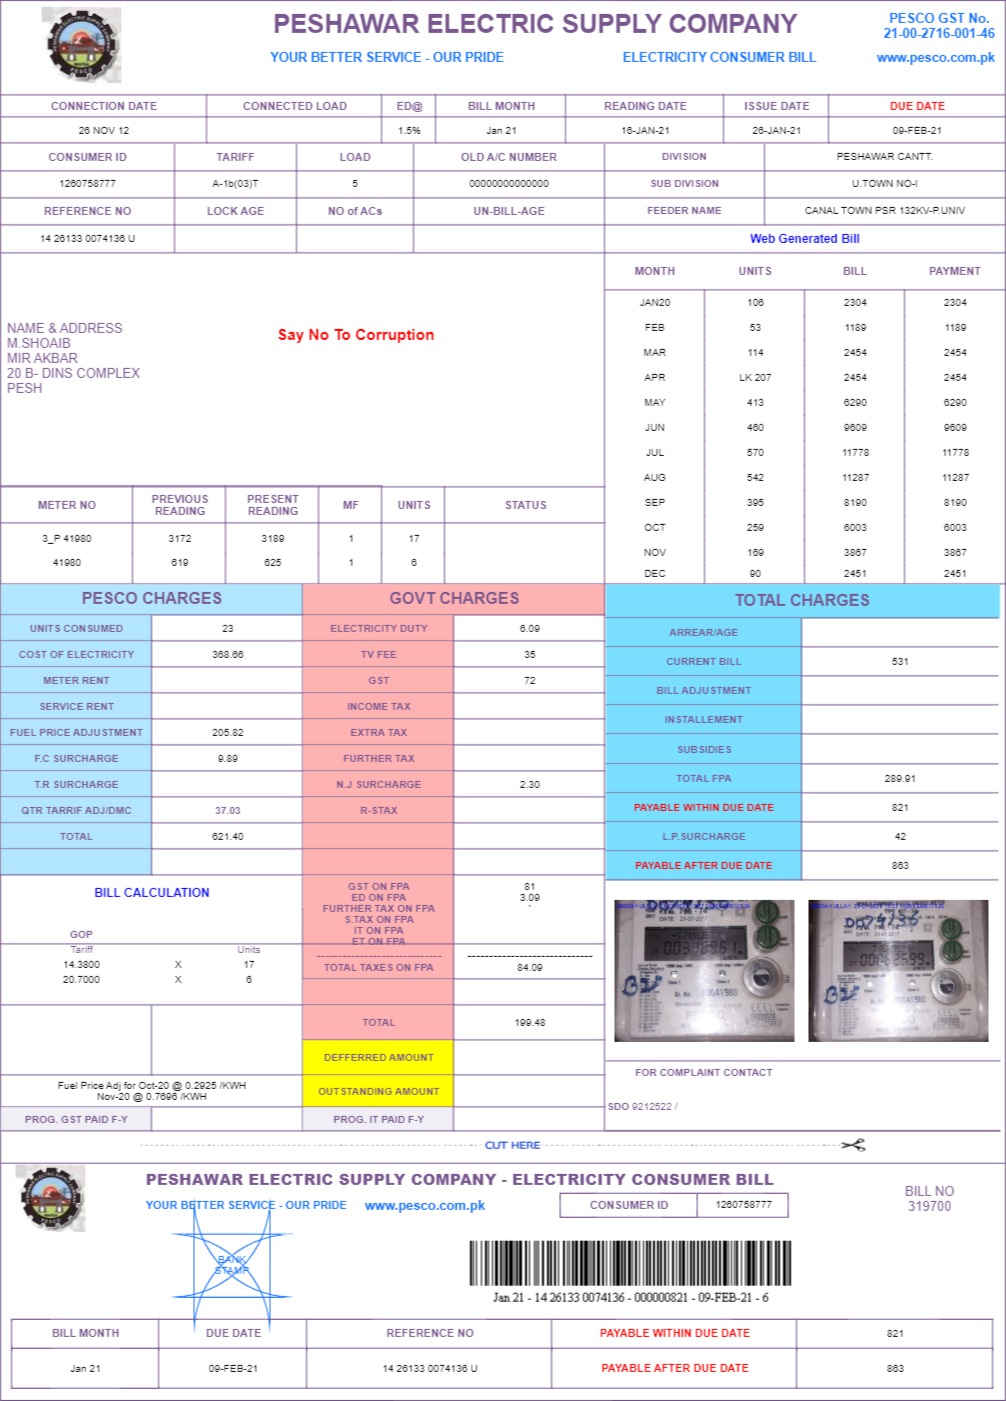 PESHAWAR ELECTRIC SUPPLY COMPANY
YOUR BETTER SERVICE - OUR PRIDE
ELECTRICITY CONSUMER BILL
PESCO GST No.
21-00-2716-001-46
www.pesco.com.pk
CONNECTION DATE CONNECTED LOAD ED@ BILL MONTH READING DATE ISSUE DATE DUE DATE
26 NOV 12 1.5% Jan 21 16-JAN-21 26-JAN-21 09-FEB-21
CONSUMER ID TARIFF LOAD OLD A/C NUMBER DIVISION PESHAWAR CANTT.
1260758777 A-1b(03)T 5 00000000000000 SUB DIVISION U.TOWN NO-I
REFERENCE NO LOCK AGE NO of ACs UN-BILL-AGE FEEDER NAME CANAL TOWN PSR 132KV-P.UNIV
14 26133 0074136 U
Web Generated Bill
NAME & ADDRESS
M.SHOAIB
MIR AKBAR
20 B- DINS COMPLEX
PESH
Say No To Corruption
MONTH UNITS BILL PAYMENT
JAN20 106 2304 2304
FEB 53 1189 1189
MAR 114 2454 2454
APR LK 207 2454 2454
MAY 413 6290 6290
JUN 460 9609 9609
JUL 570 11778 11778
AUG 542 11287 11287
SEP 395 8190 8190
OCT 259 6003 6003
NOV 169 3867 3867
DEC 90 2451 2451
METER NO PREVIOUS READING PRESENT READING MF UNITS STATUS
3_P 41980 3172 3189 1 17
41980 619 625 1 6
PESCO CHARGES
UNITS CONSUMED 23
COST OF ELECTRICITY 368.66
METER RENT
SERVICE RENT
FUEL PRICE ADJUSTMENT 205.82
F.C SURCHARGE 9.89
T.R SURCHARGE
QTR TARRIF ADJ/DMC 37.03
TOTAL 621.40
GOVT CHARGES
ELECTRICITY DUTY 6.09
TV FEE 35
GST 72
INCOME TAX
EXTRA TAX
FURTHER TAX
N.J SURCHARGE 2.30
R-STAX
GST ON FPA 81
ED ON FPA 3.09
FURTHER TAX ON FPA
S.TAX ON FPA
IT ON FPA
ET ON FPA
TOTAL TAXES ON FPA 84.09
TOTAL 199.48
DEFFERRED AMOUNT
OUTSTANDING AMOUNT
PROG. IT PAID F-Y
TOTAL CHARGES
ARREAR/AGE
CURRENT BILL 531
BILL ADJUSTMENT
INSTALLEMENT
SUBSIDIES
TOTAL FPA 289.91
PAYABLE WITHIN DUE DATE 821
L.P.SURCHARGE 42
PAYABLE AFTER DUE DATE 863
BILL CALCULATION
GOP
Tariff Units
14.3800 X 17
20.7000 X 6
Fuel Price Adj for Oct-20 @ 0.2925 /KWH
Nov-20 @ 0.7696 /KWH
PROG. GST PAID F-Y
FOR COMPLAINT CONTACT
SDO 9212522 /
CUT HERE
PESHAWAR ELECTRIC SUPPLY COMPANY - ELECTRICITY CONSUMER BILL
YOUR BETTER SERVICE - OUR PRIDE www.pesco.com.pk
CONSUMER ID 1260758777
BILL NO
319700
BANK
STAMP
Jan 21 - 14 26133 0074136 - 000000821 - 09-FEB-21 - 6
BILL MONTH DUE DATE REFERENCE NO PAYABLE WITHIN DUE DATE 821
Jan 21 09-FEB-21 14 26133 0074136 U PAYABLE AFTER DUE DATE 863